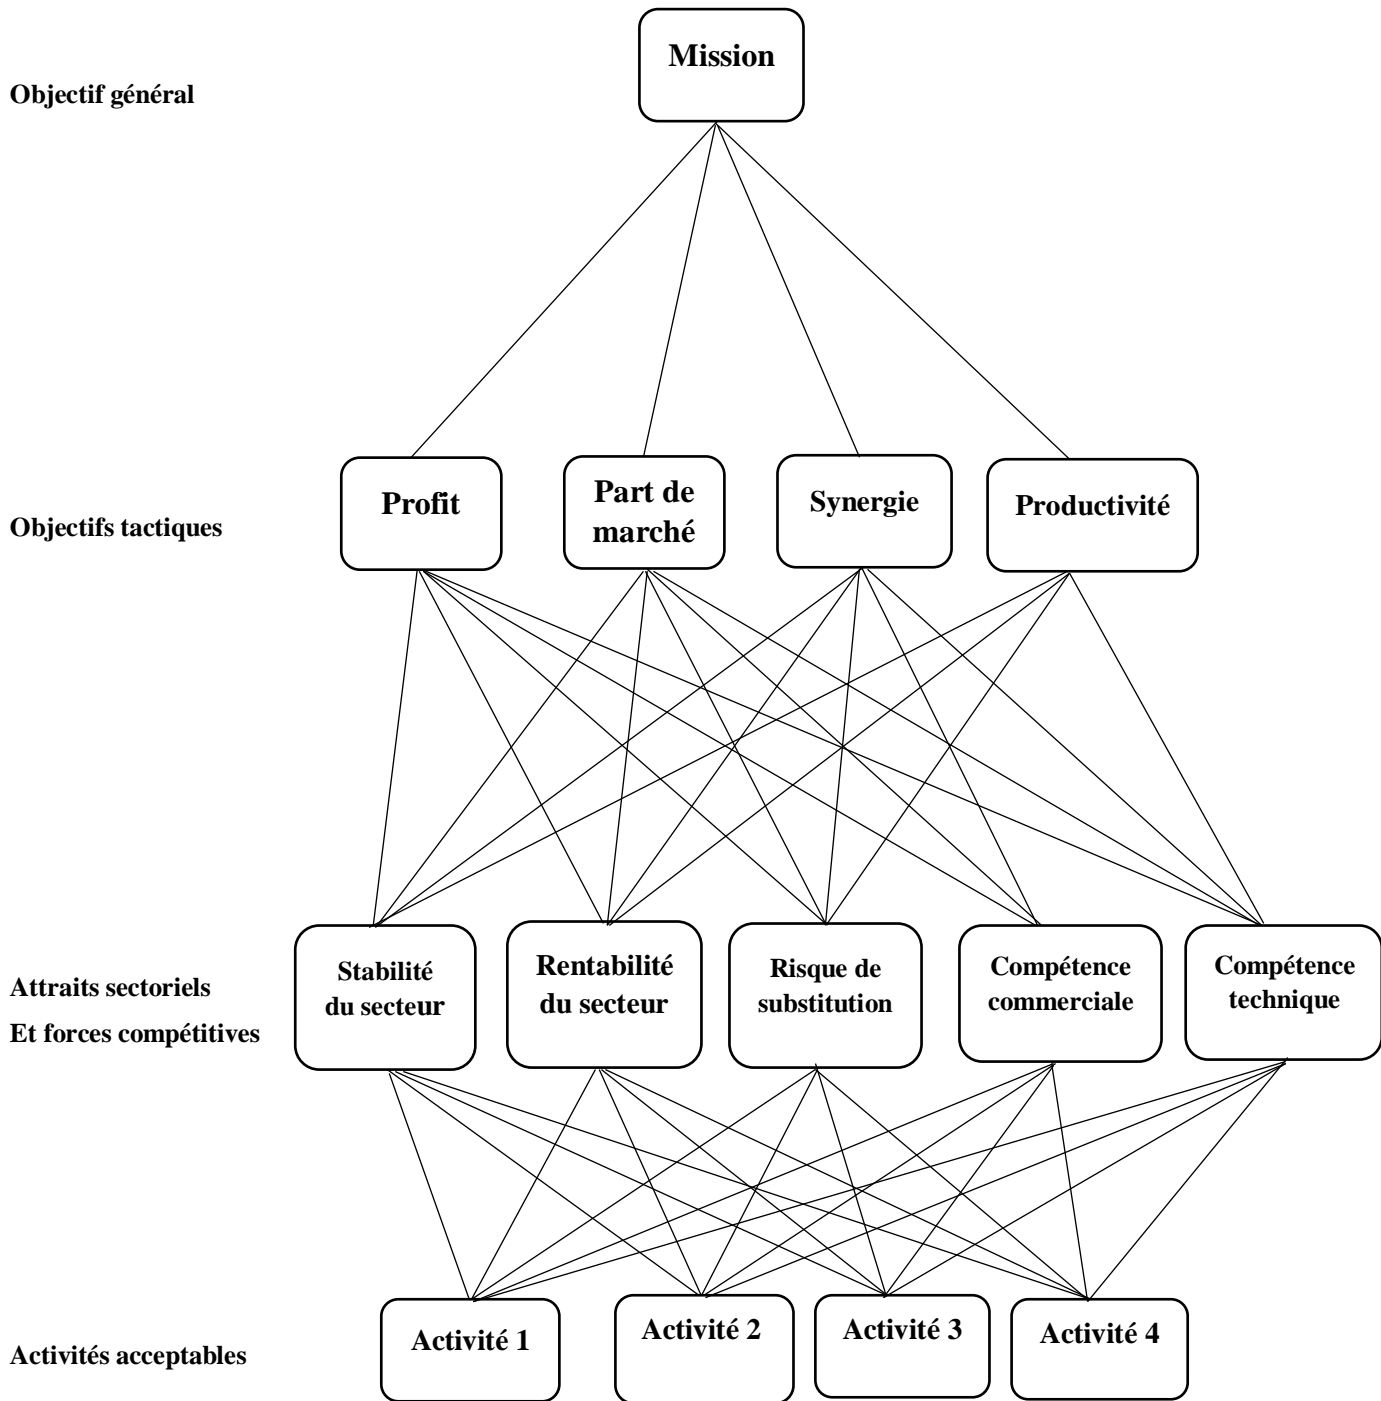 Mission
Objectif général
Profit
Part de
marché
Synergie
Productivité
Objectifs tactiques
Stabilité
du secteur
Rentabilité
du secteur
Risque de
substitution
Compétence
commerciale
Compétence
technique
Attraits sectoriels
Et forces compétitives
Activité 1
Activité 2
Activité 3
Activité 4
Activités acceptables